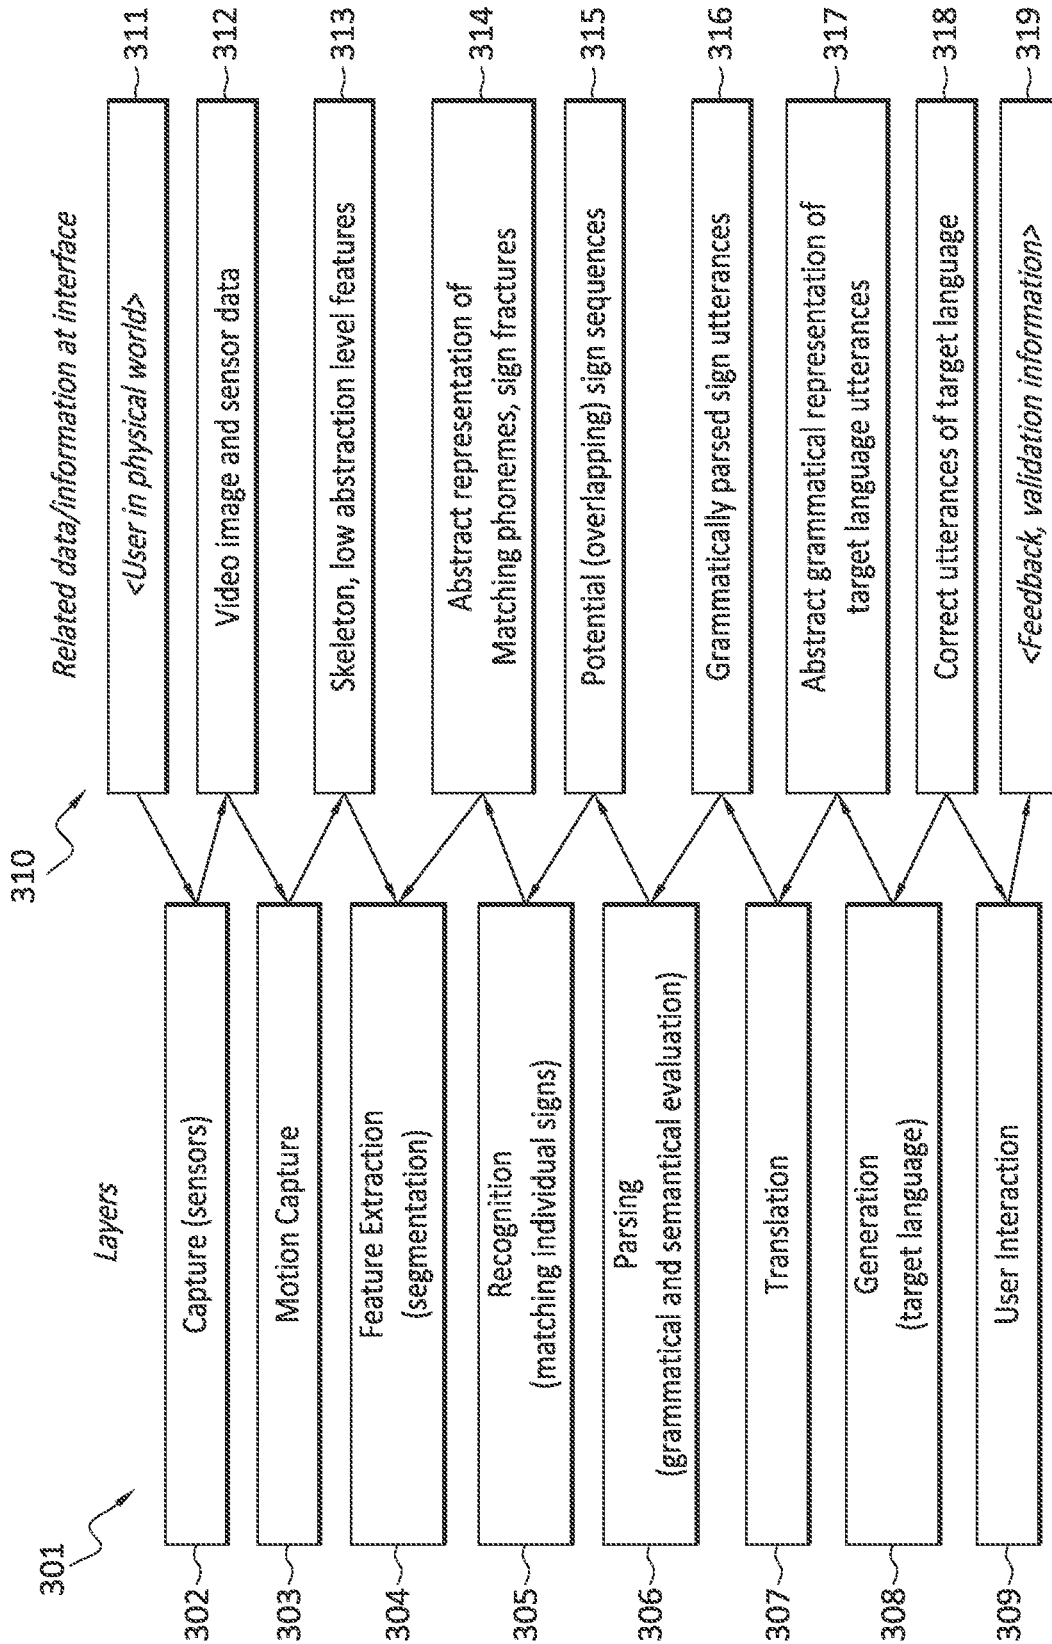 301
Layers
302
Capture (sensors)
303
Motion Capture
304
Feature Extraction
(segmentation)
305
Recognition
(matching individual signs)
306
Parsing
(grammatical and semantical evaluation)
307
Translation
308
Generation
(target language)
309
User Interaction
310
Related data/information at interface
<User in physical world>
311
Video image and sensor data
312
Skeleton, low abstraction level features
313
Abstract representation of
Matching phonemes, sign fractures
314
Potential (overlapping) sign sequences
315
Grammatically parsed sign utterances
316
Abstract grammatical representation of
target language utterances
317
Correct utterances of target language
318
<Feedback, validation information>
319